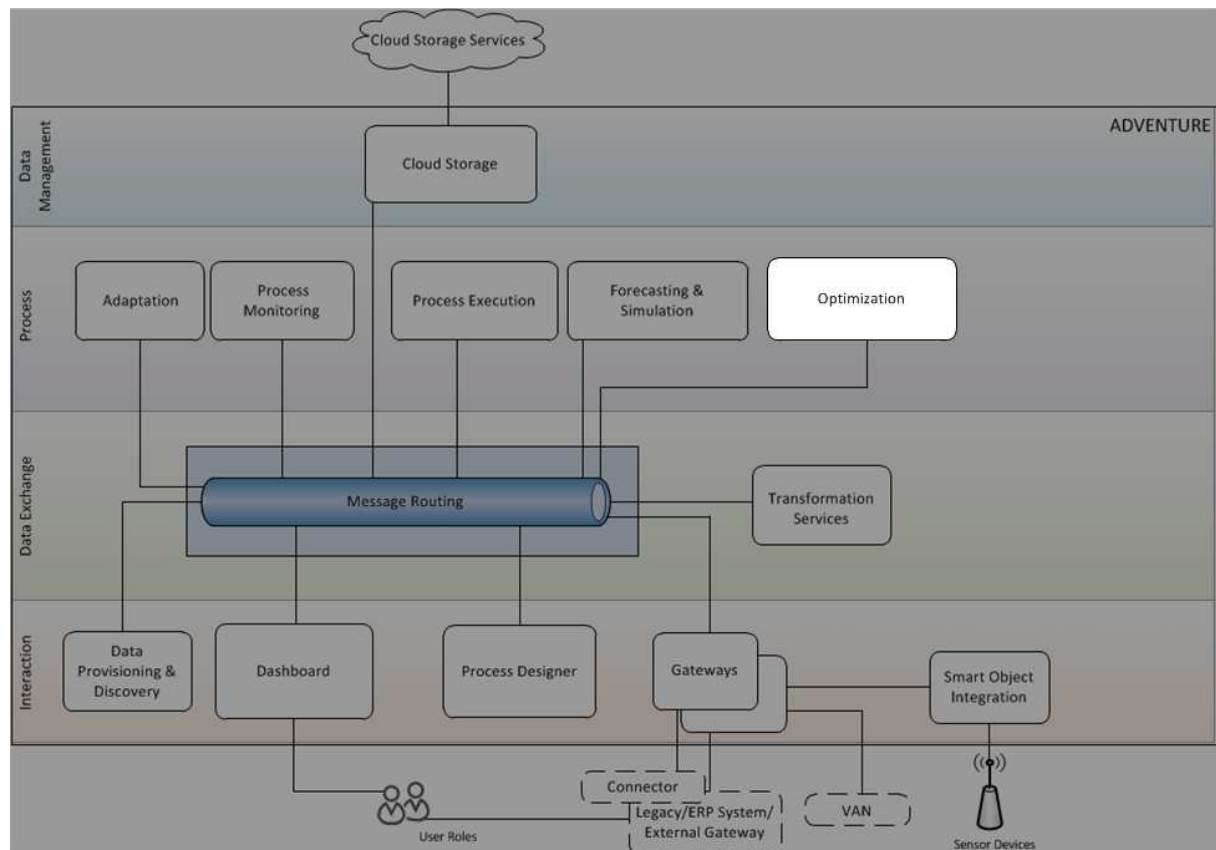 Cloud Storage Services
ADVENTURE
Data
Management
Cloud Storage
Process
Adaptation
Process
Monitoring
Process Execution
Forecasting &
Simulation
Optimization
Data Exchange
Message Routing
Transformation
Services
Interaction
Data
Provisioning &
Discovery
Dashboard
Process Designer
Gateways
Smart Object
Integration
Connector
Legacy/ERP System/
External Gateway
VAN
User Roles
Sensor Devices